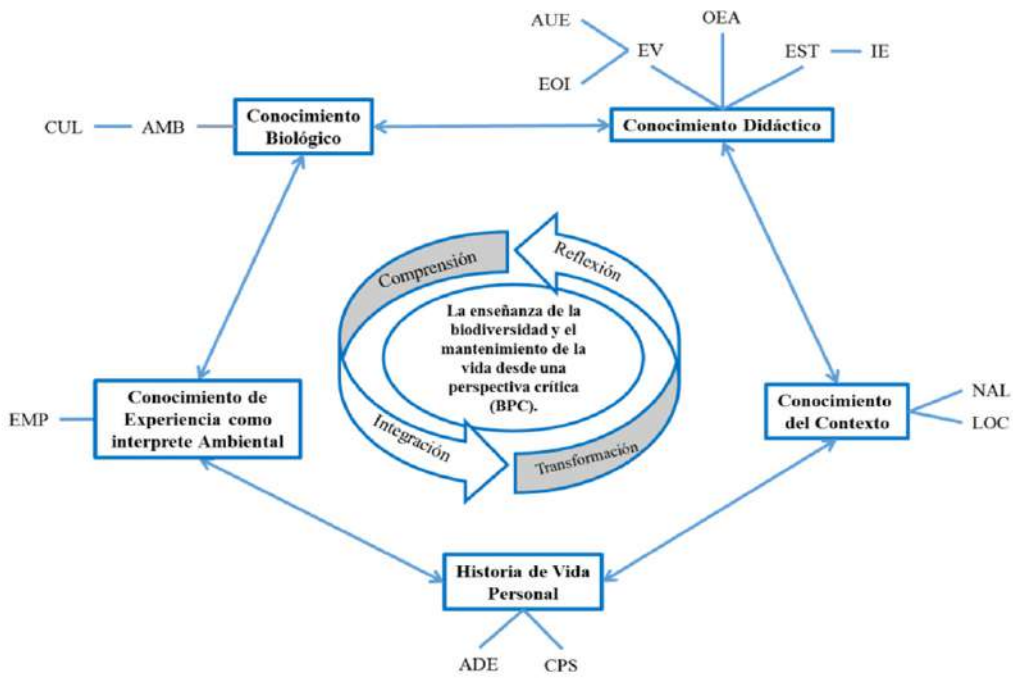 AUE
OEA
EV
EST
IE
EOI
CUL
AMB
Conocimiento
Biológico
Conocimiento Didáctico
Comprensión
Reflexión
La enseñanza de la
biodiversidad y el
mantenimiento de la
vida desde una
perspectiva crítica
(BPC).
Integración
Transformación
EMP
Conocimiento de
Experiencia como
interprete Ambiental
Conocimiento
del Contexto
NAL
LOC
Historia de Vida
Personal
ADE
CPS